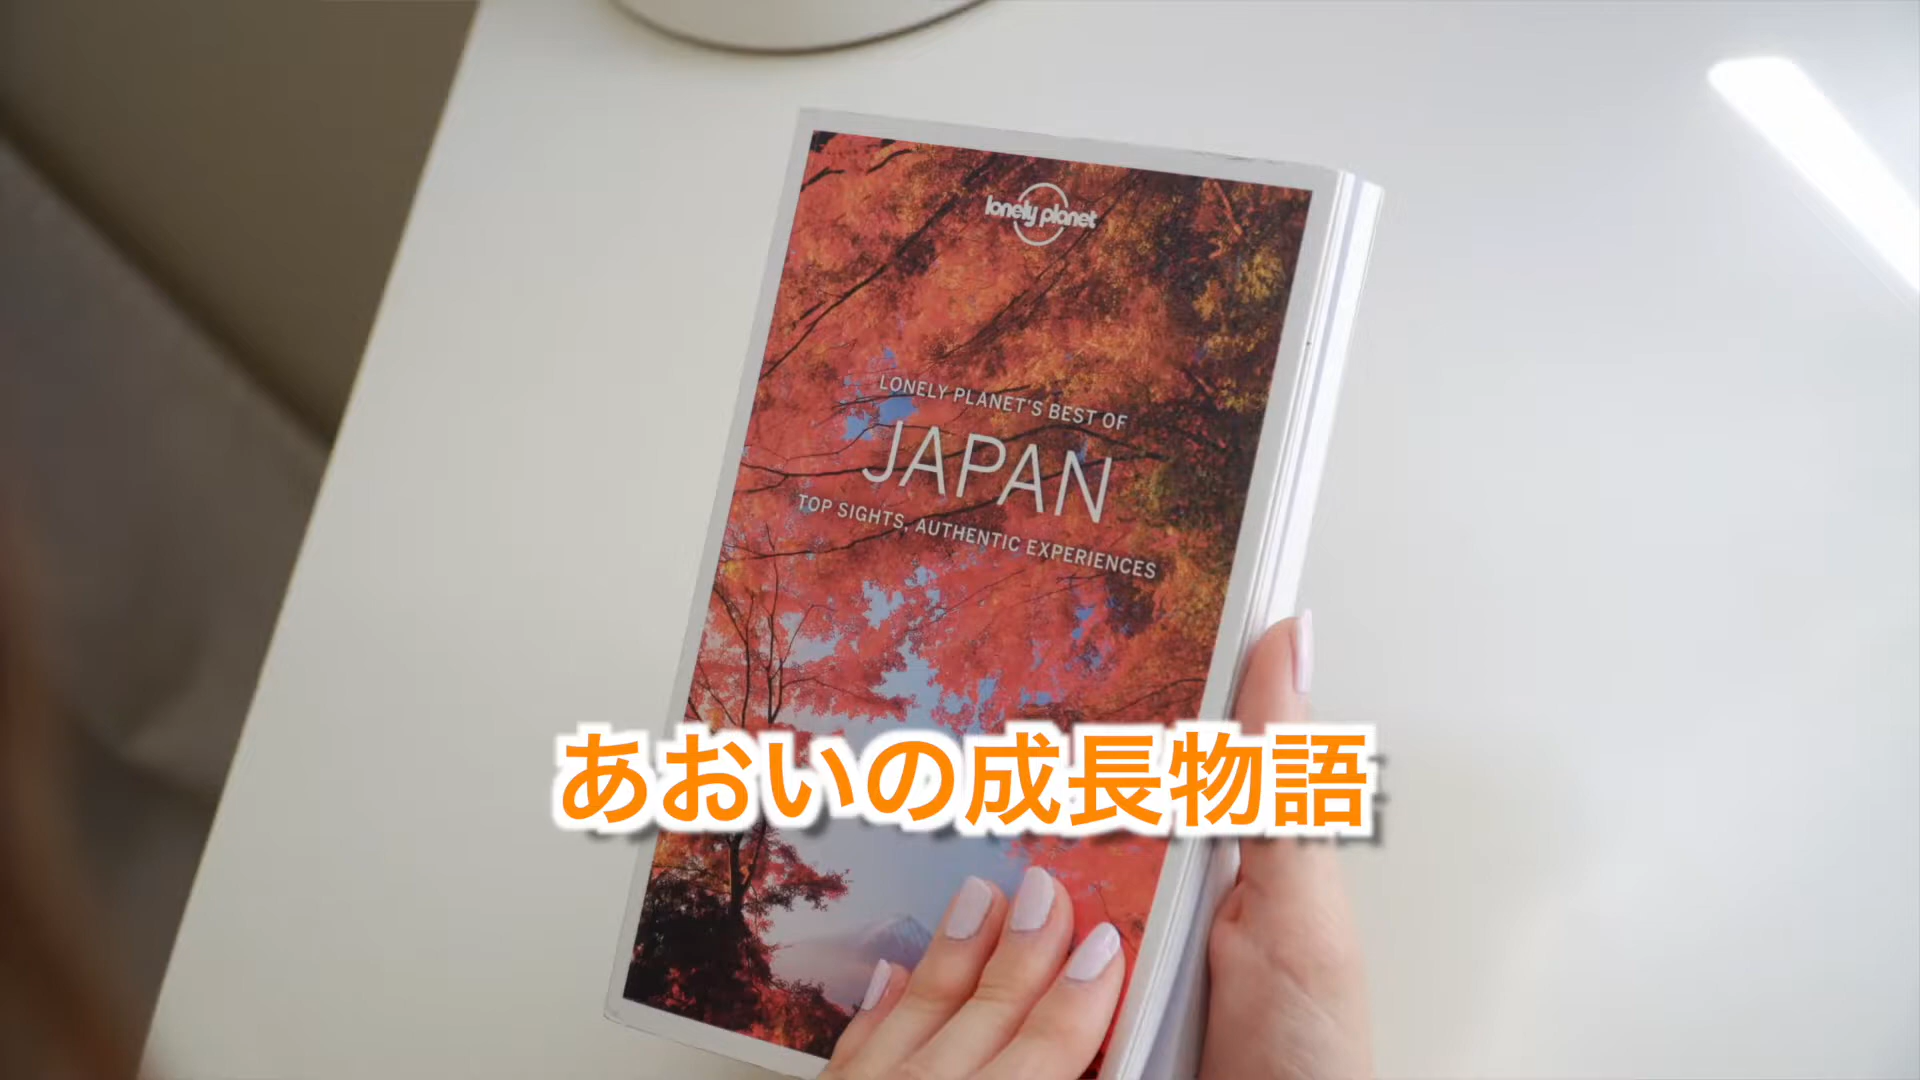 lonely planet
LONELY PLANET'S BEST OF
JAPAN
TOP SIGHTS, AUTHENTIC EXPERIENCES
あおいの成長物語